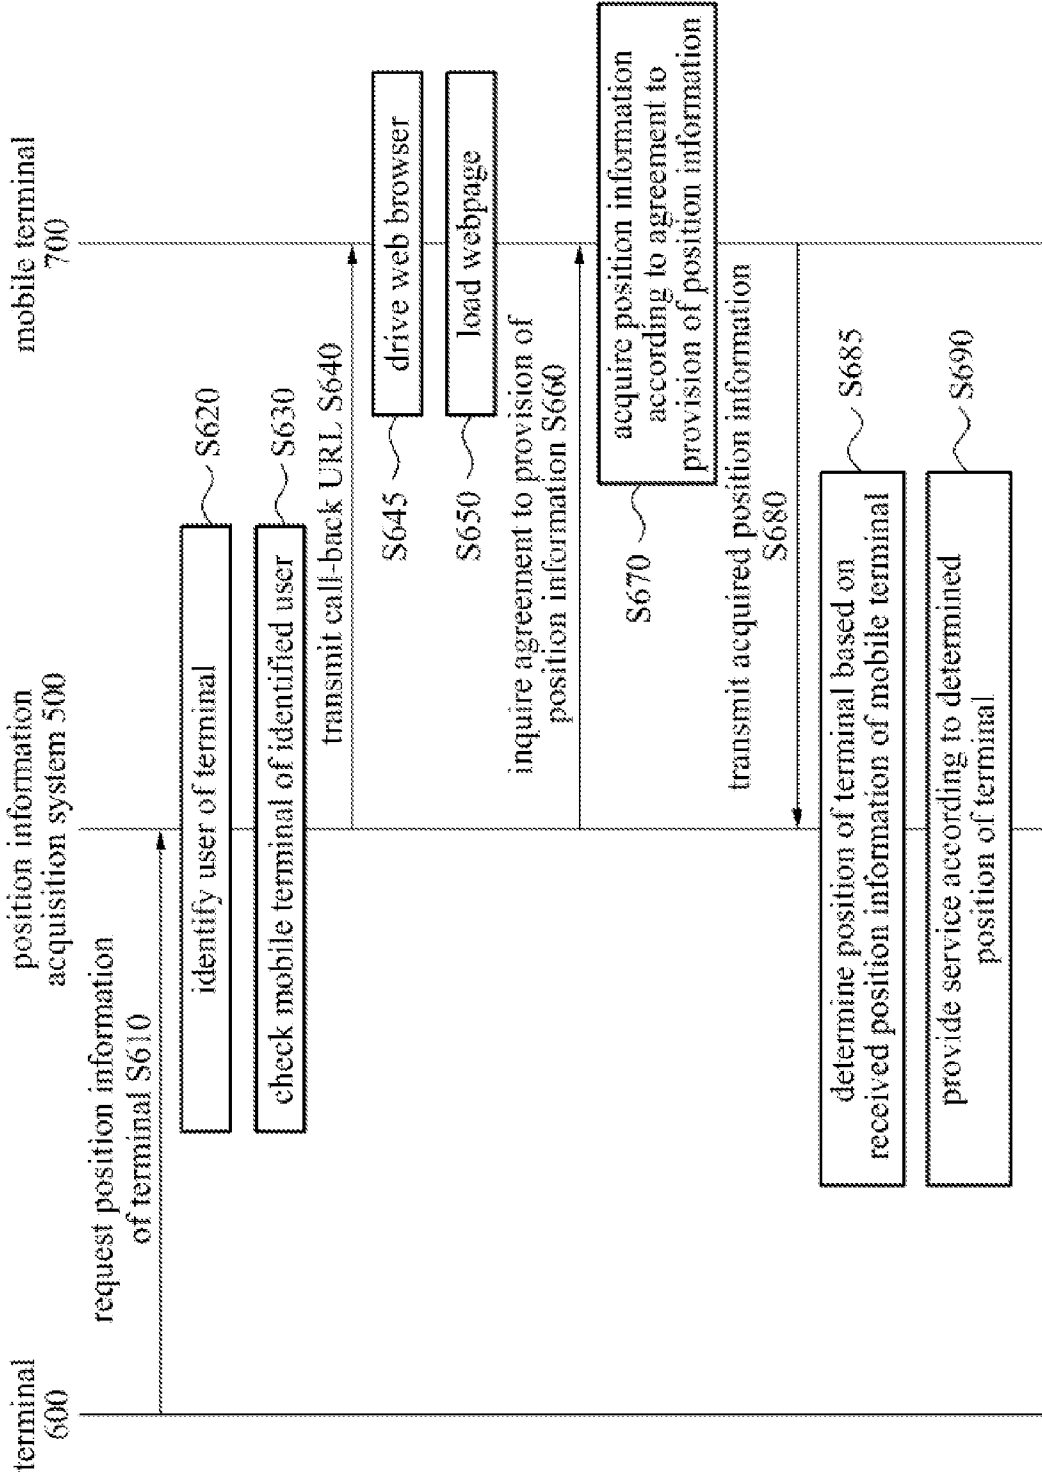 terminal
600
position information
acquisition system 500
mobile terminal
700
request position information
of terminal S610
identify user of terminal
S620
check mobile terminal of identified user
S630
transmit call-back URL S640
drive web browser
S645
load webpage
S650
inquire agreement to provision of
position information S660
acquire position information
according to agreement to
provision of position information
S670
transmit acquired position information
S680
determine position of terminal based on
received position information of mobile terminal
S685
provide service according to determined
position of terminal
S690